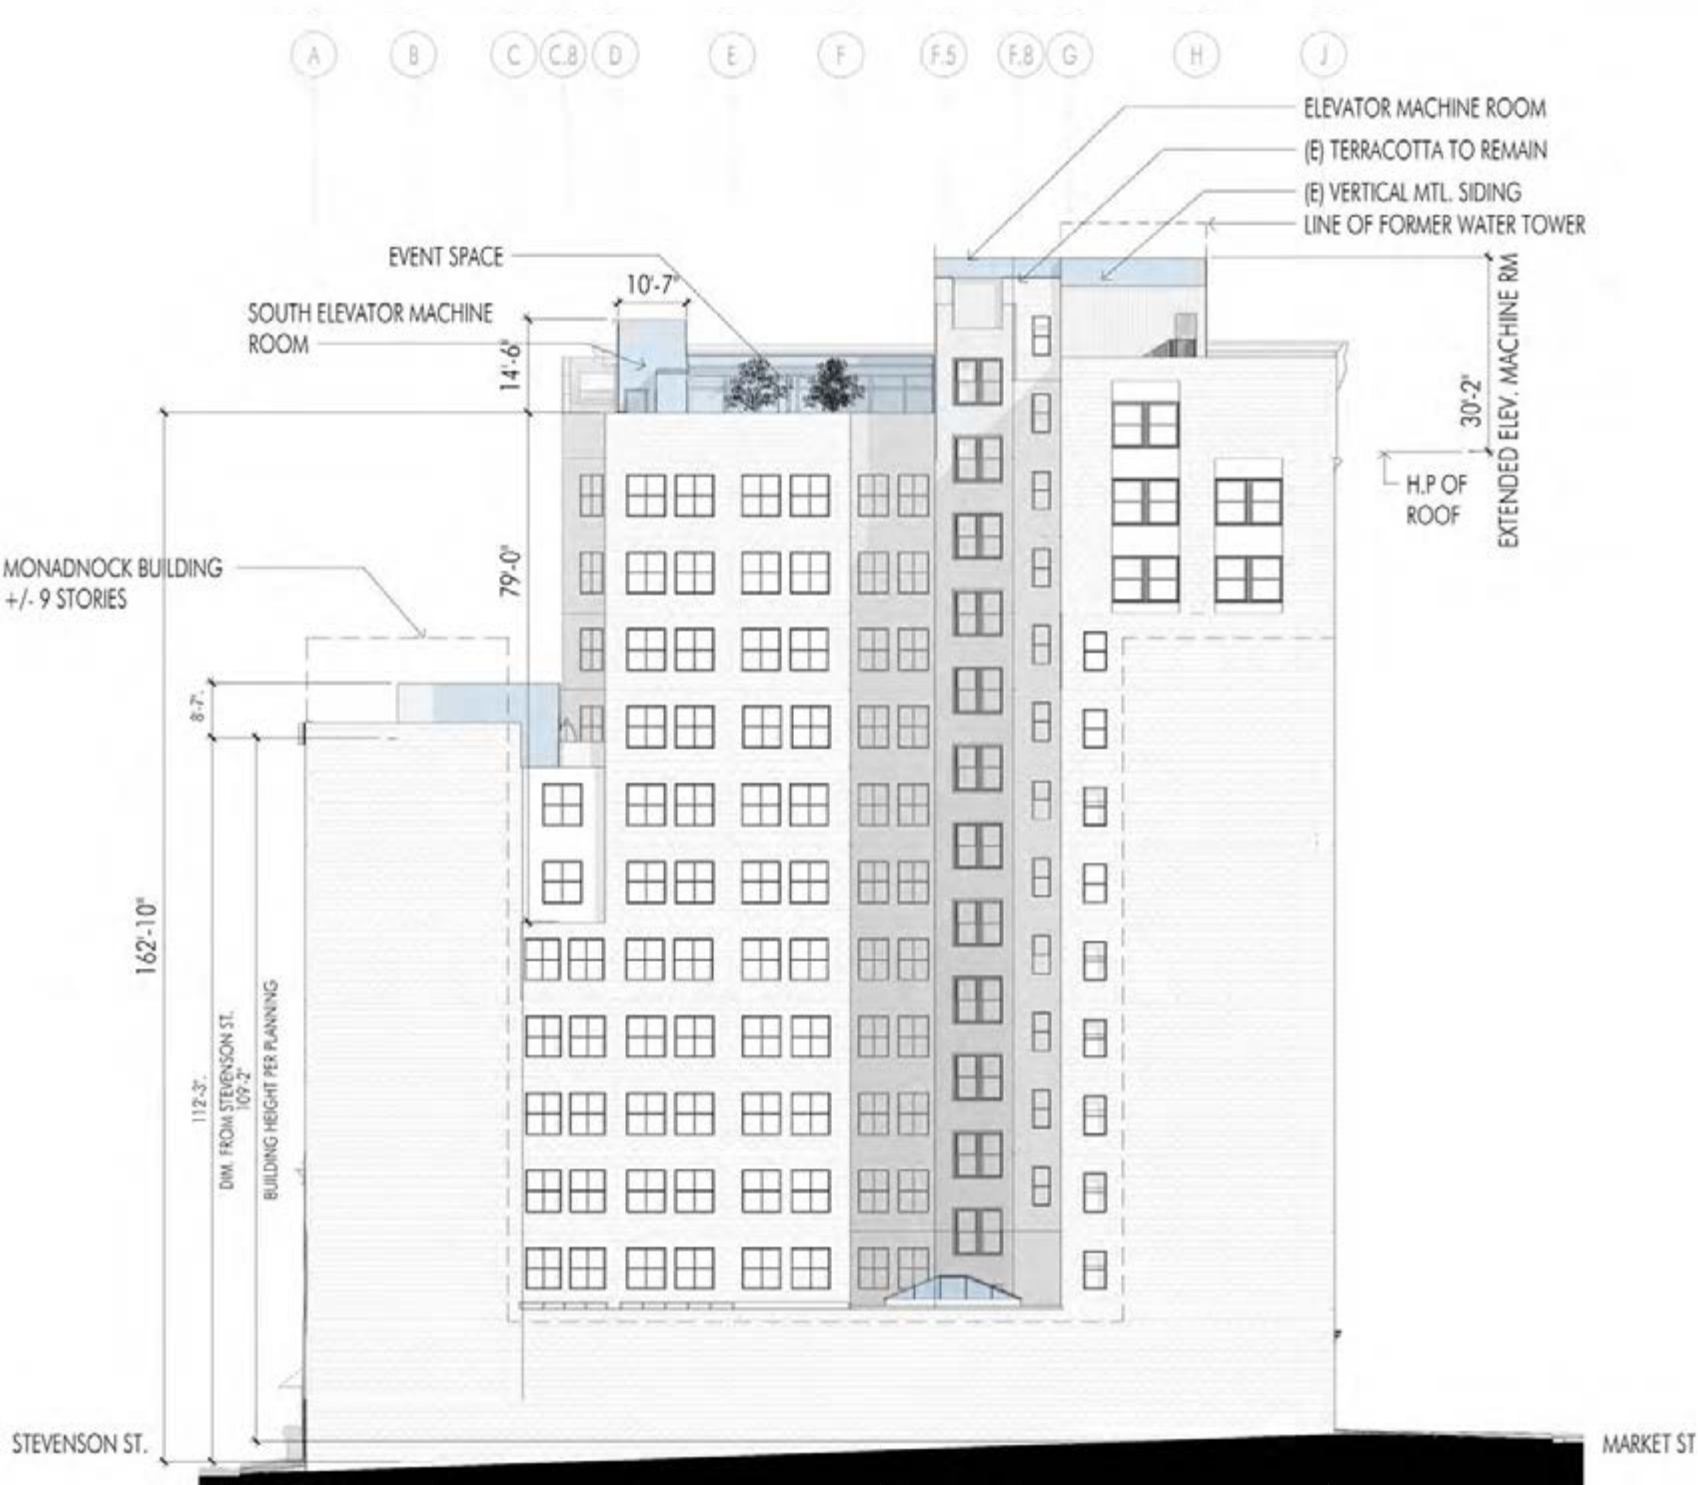 A
B
C
C.8
D
E
F
F.5
F.8
G
H
J
ELEVATOR MACHINE ROOM
(E) TERRACOTTA TO REMAIN
(E) VERTICAL MTL. SIDING
LINE OF FORMER WATER TOWER
EVENT SPACE
10'-7"
SOUTH ELEVATOR MACHINE
ROOM
14'-6"
30'-2"
EXTENDED ELEV. MACHINE RM
H.P OF
ROOF
79'-0"
MONADNOCK BUILDING
+/- 9 STORIES
8'-7".
162'-10"
112'-3".
DIM. FROM STEVENSON ST.
109'-2"
BUILDING HEIGHT PER PLANNING
STEVENSON ST.
MARKET ST